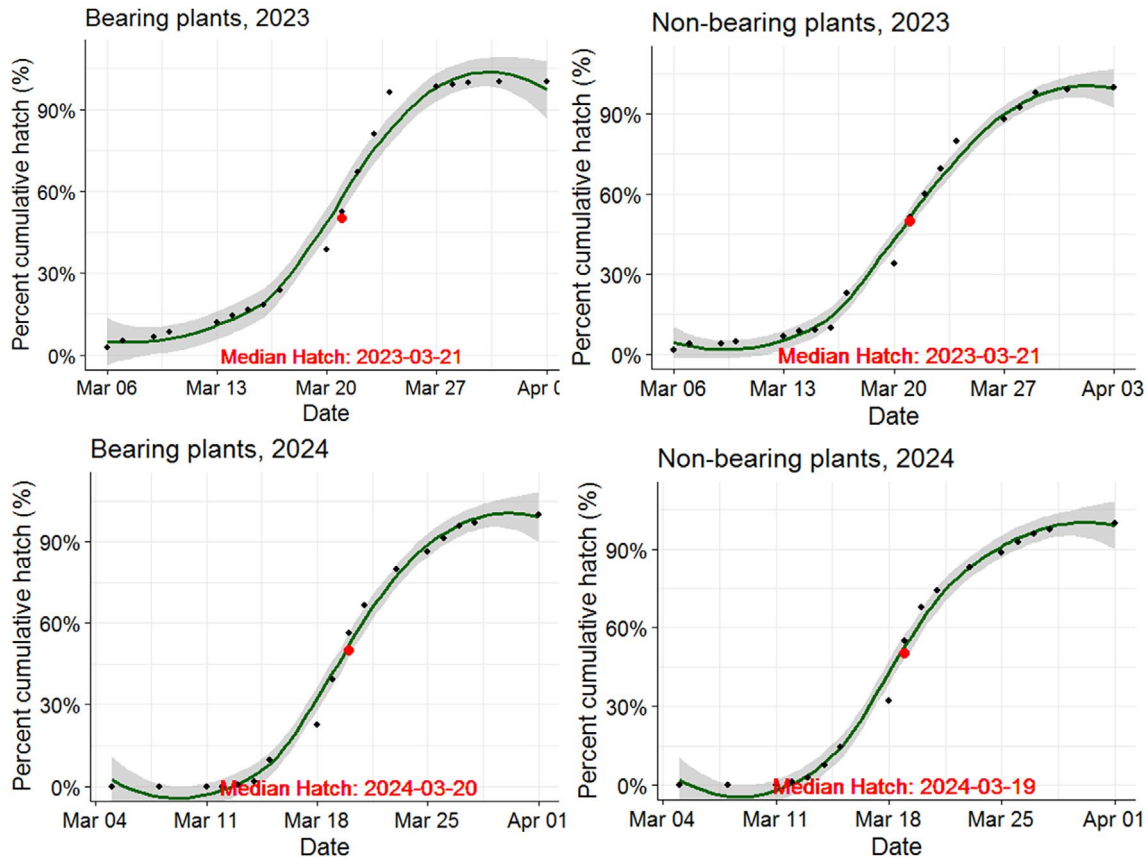 Bearing plants, 2023
Percent cumulative hatch (%)
90%
60%
30%
0%
Median Hatch: 2023-03-21
Mar 06 Mar 13 Mar 20 Mar 27 Apr 0
Date
Non-bearing plants, 2023
Percent cumulative hatch (%)
90%
60%
30%
0%
Median Hatch: 2023-03-21
Mar 06 Mar 13 Mar 20 Mar 27 Apr 03
Date
Bearing plants, 2024
Percent cumulative hatch (%)
90%
60%
30%
0%
Median Hatch: 2024-03-20
Mar 04 Mar 11 Mar 18 Mar 25 Apr 01
Date
Non-bearing plants, 2024
Percent cumulative hatch (%)
90%
60%
30%
0%
Median Hatch: 2024-03-19
Mar 04 Mar 11 Mar 18 Mar 25 Apr 01
Date